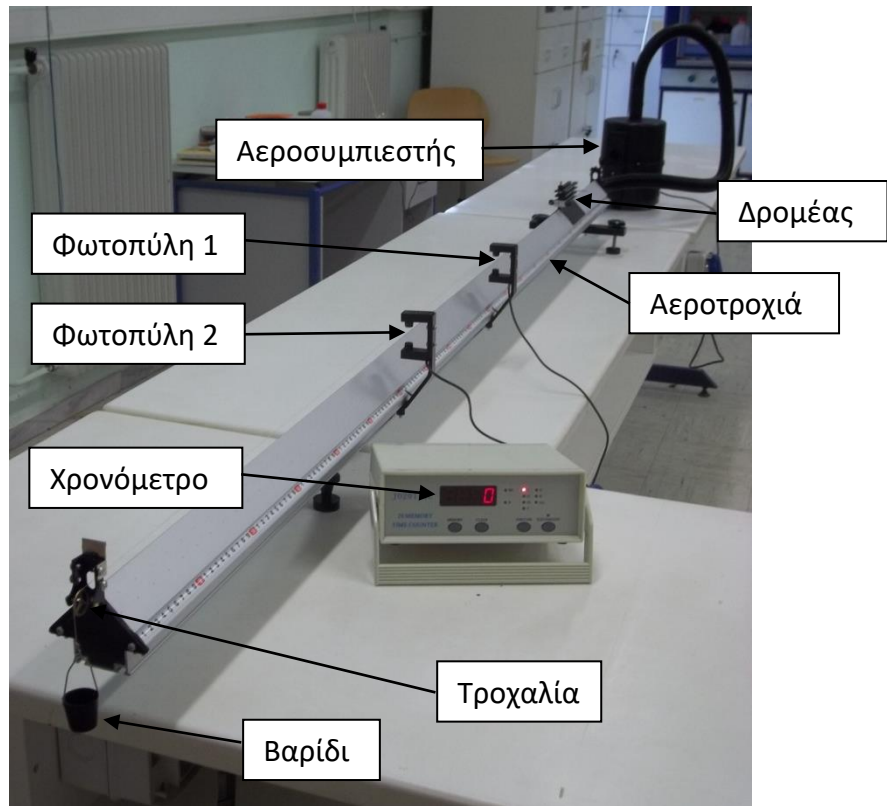 Αεροσυμπιεστής
Δρομέας
Φωτοπύλη 1
Αεροτροχιά
Φωτοπύλη 2
Χρονόμετρο
0
Τροχαλία
Βαρίδι